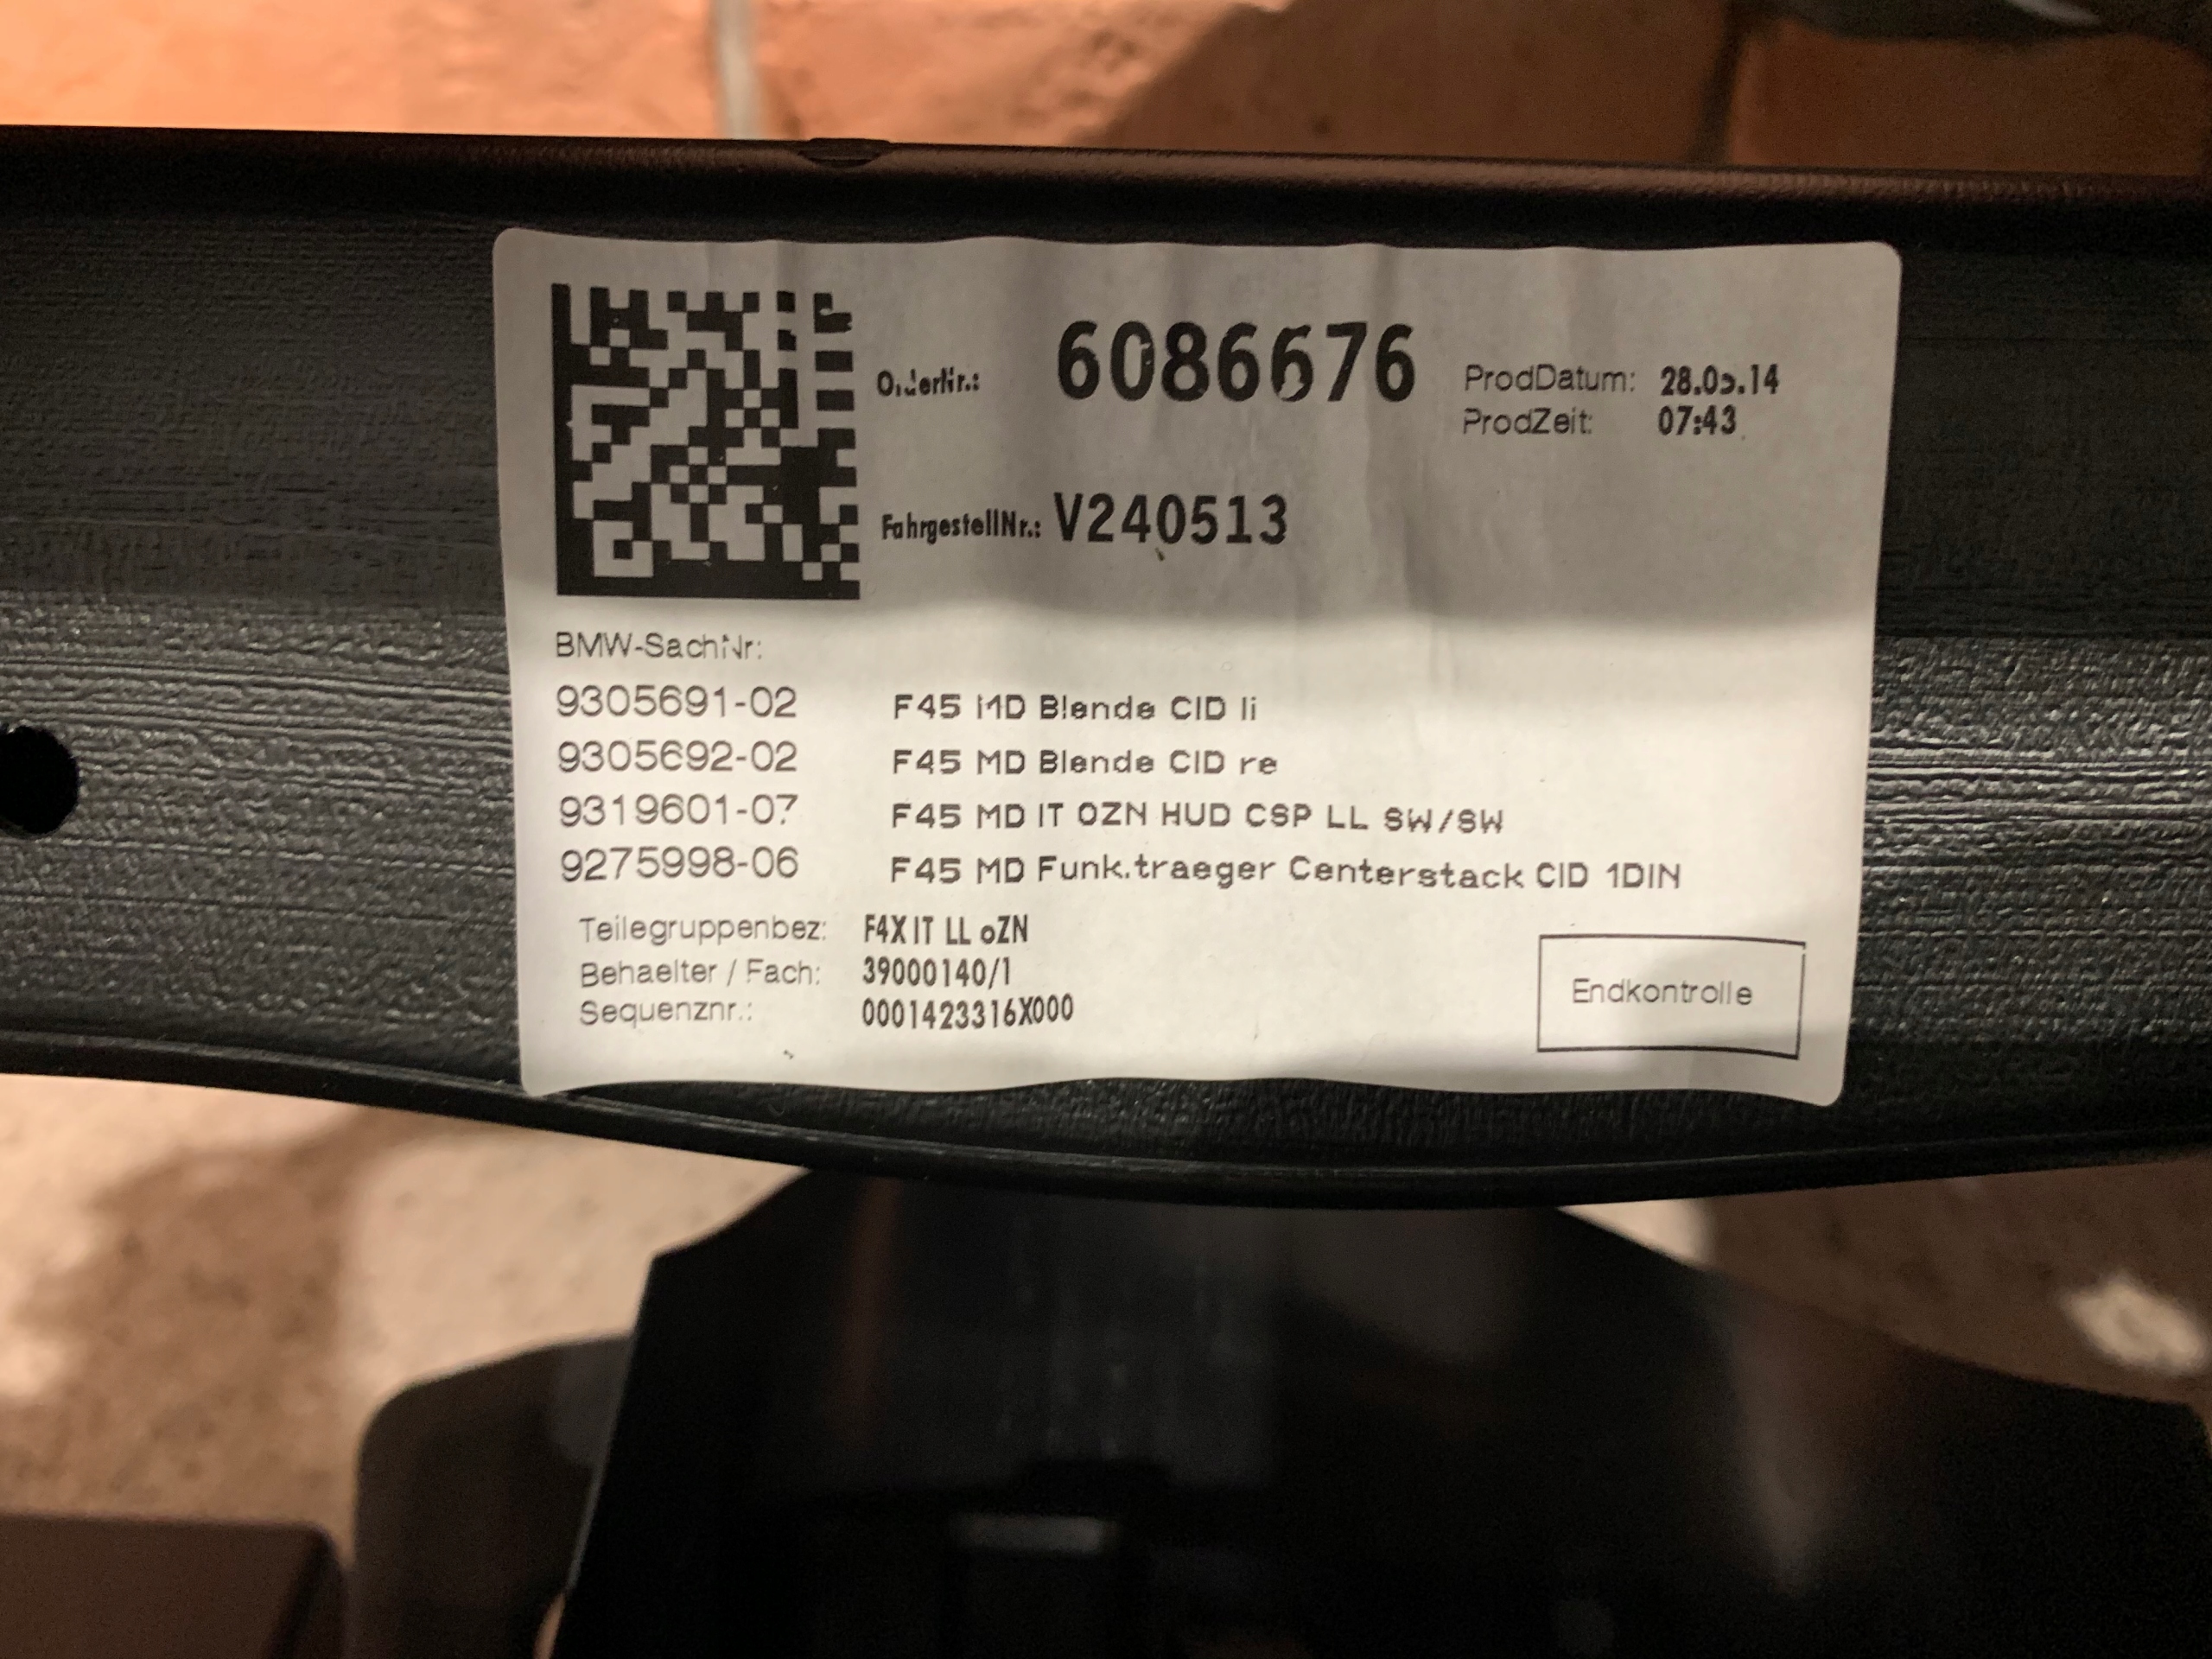 OrderNr.: 6086676 ProdDatum: 28.05.14
ProdZeit: 07:43
FahrgestellNr.: V240513
BMW-SachNr:
9305691-02 F45 MD Blende CID li
9305692-02 F45 MD Blende CID re
9319601-07 F45 MD IT OZN HUD CSP LL SW/SW
9275998-06 F45 MD Funk.traeger Centerstack CID 1DIN
Teilegruppenbez: F4X IT LL oZN
Behaelter / Fach: 39000140/1
Sequenznr.: 0001423316X000
Endkontrolle